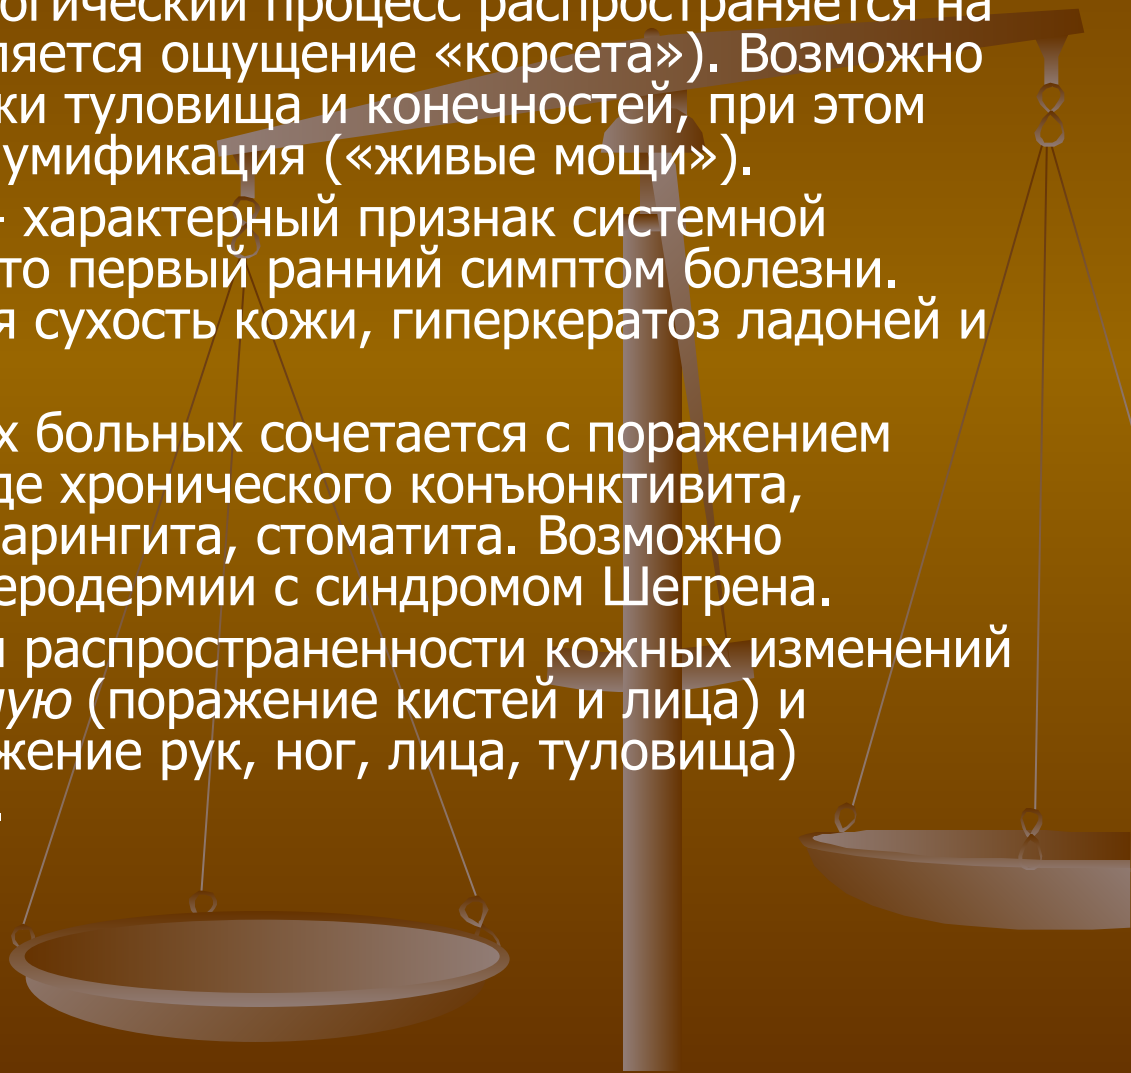 огический процесс распространяется на
ляется ощущение «корсета»). Возможно
ки туловища и конечностей, при этом
умификация («живые мощи»).
- характерный признак системной
то первый ранний симптом болезни.
я сухость кожи, гиперкератоз ладоней и
х больных сочетается с поражением
де хронического конъюнктивита,
арингита, стоматита. Возможно
еродермии с синдромом Шегрена.
и распространенности кожных изменений
ную (поражение кистей и лица) и
жение рук, ног, лица, туловища)
.